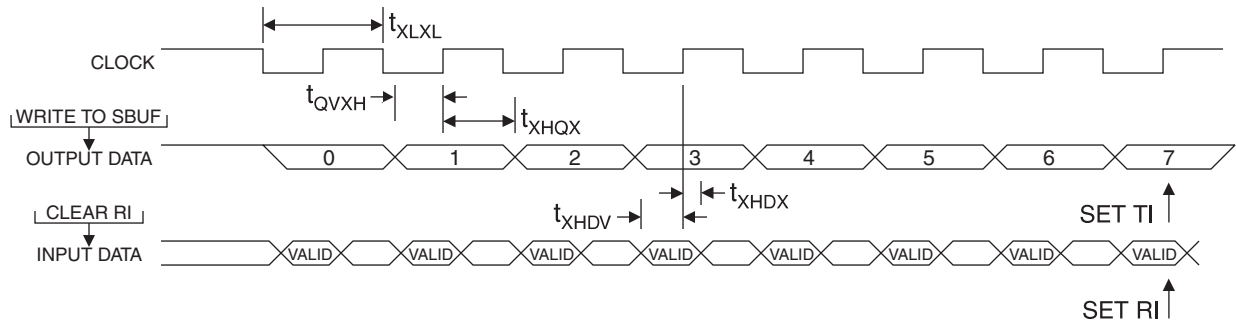 tXLXL
CLOCK
tQVXH
tXHQX
WRITE TO SBUF
OUTPUT DATA
0 1 2 3 4 5 6 7
tXHDX
tXHDV
SET TI
CLEAR RI
INPUT DATA
VALID VALID VALID VALID VALID VALID VALID VALID
SET RI